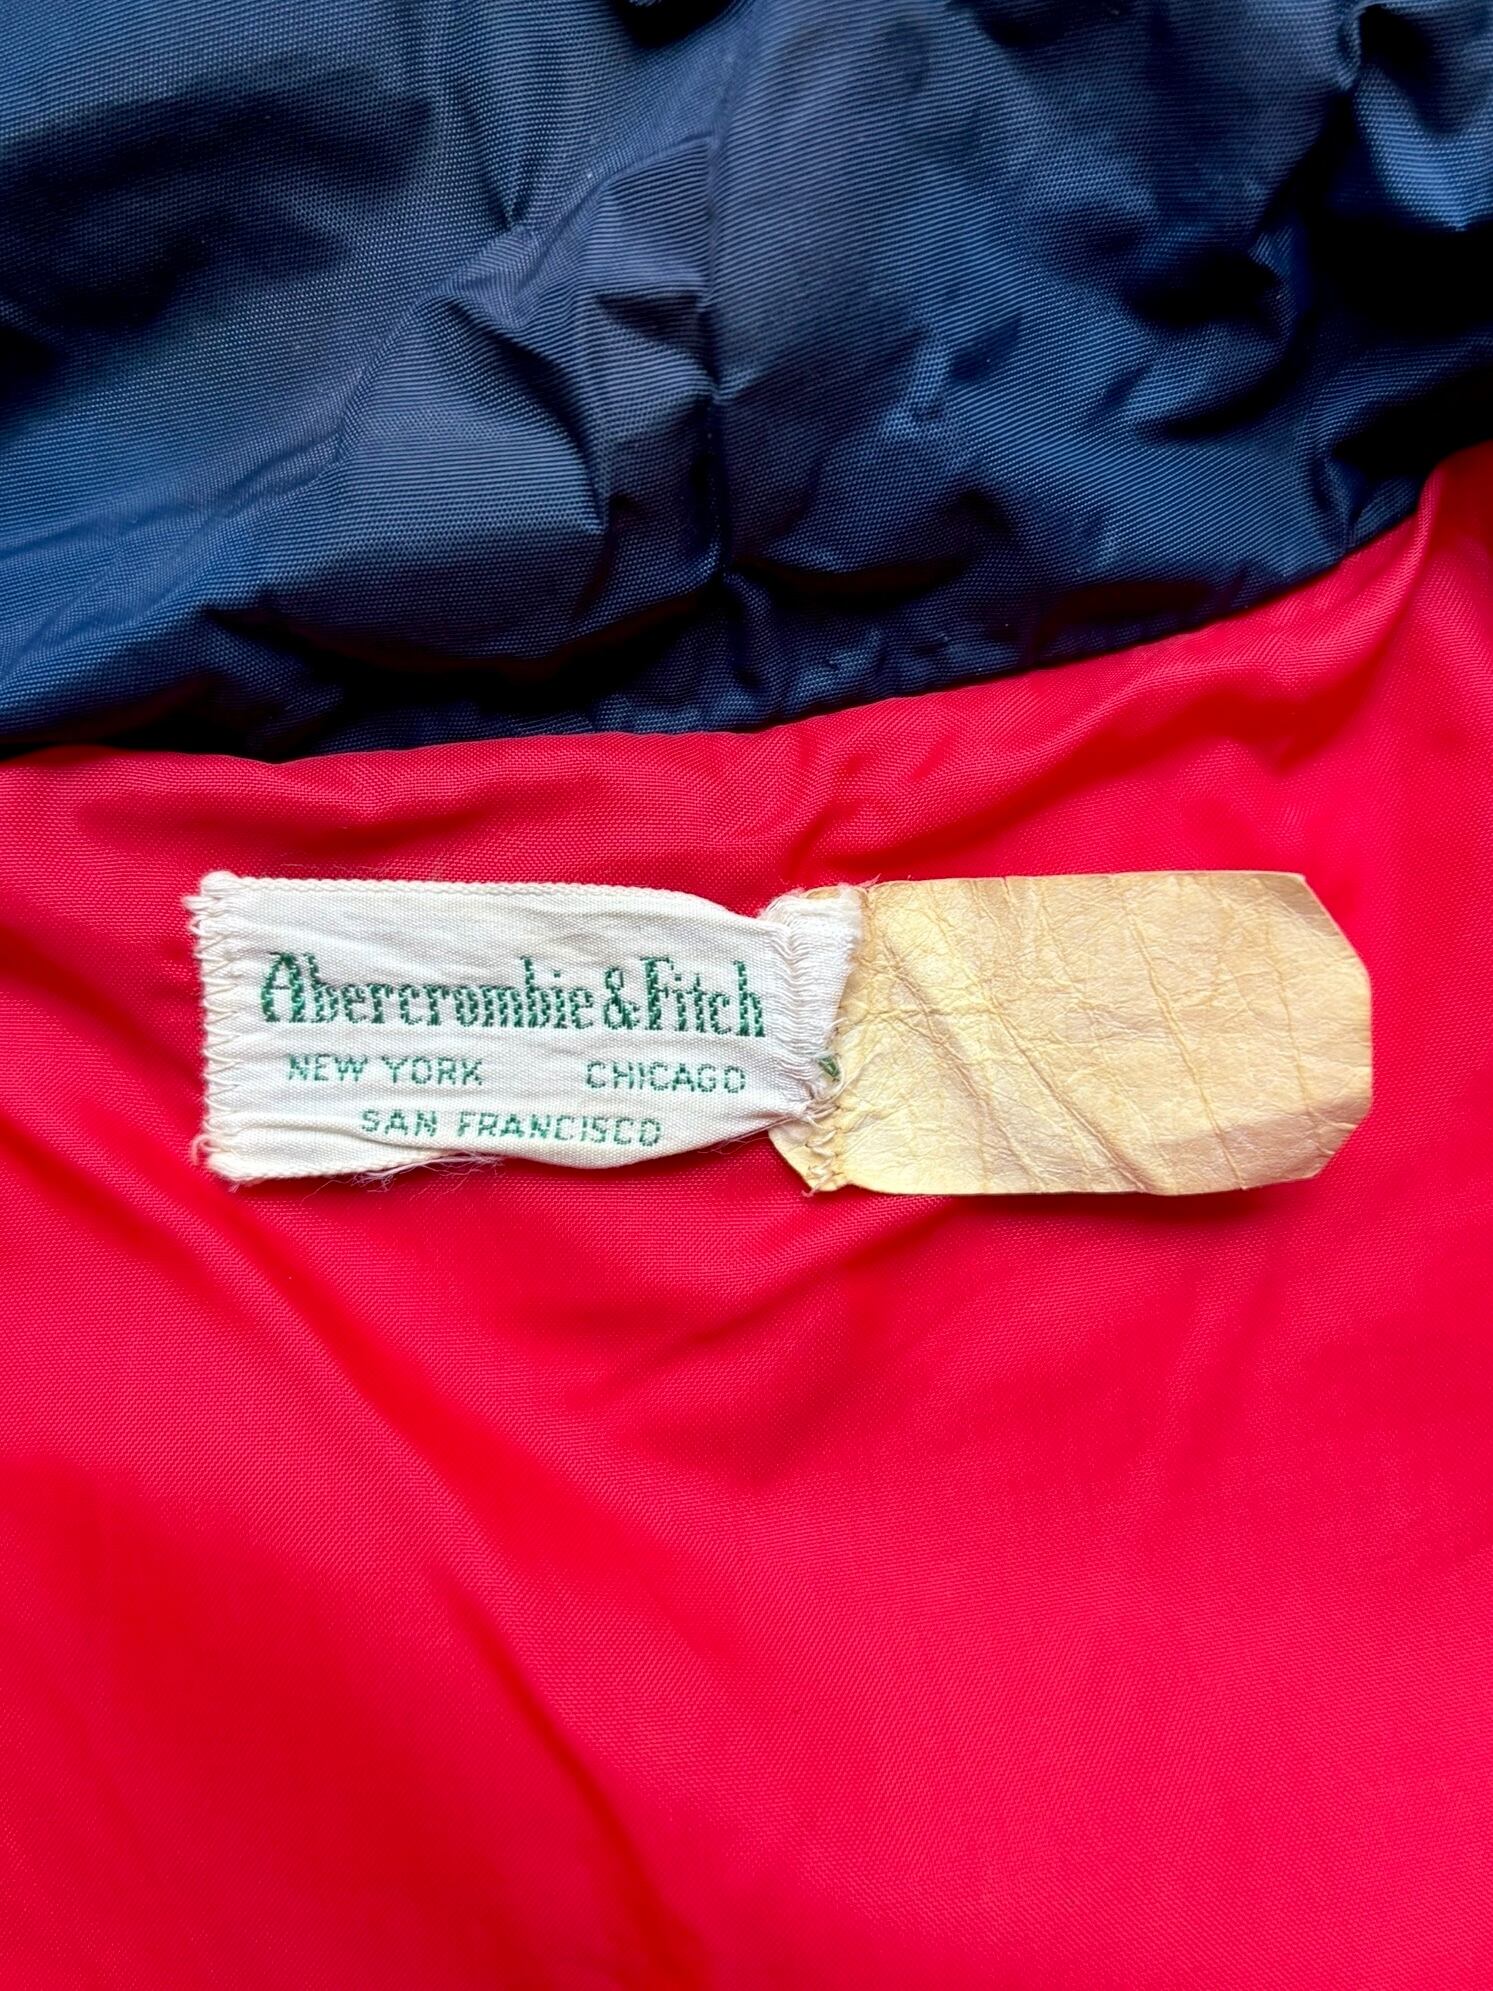 Abercrombie & Fitch
NEW YORK CHICAGO
SAN FRANCISCO